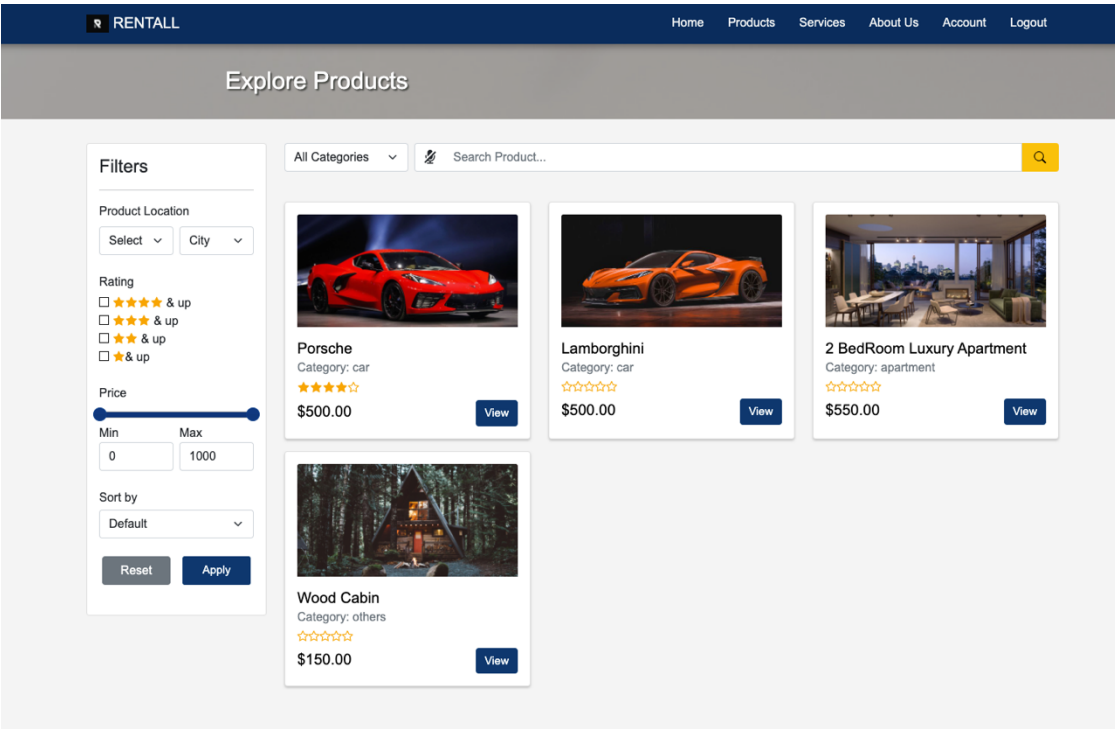 RENTALL
Home Products Services About Us Account Logout
Explore Products
Filters
Product Location
Select City
Rating
& up
& up
& up
& up
Price
Min Max
0 1000
Sort by
Default
Reset Apply
All Categories Search Product...
Porsche
Category: car
$500.00 View
Lamborghini
Category: car
$500.00 View
2 BedRoom Luxury Apartment
Category: apartment
$550.00 View
Wood Cabin
Category: others
$150.00 View